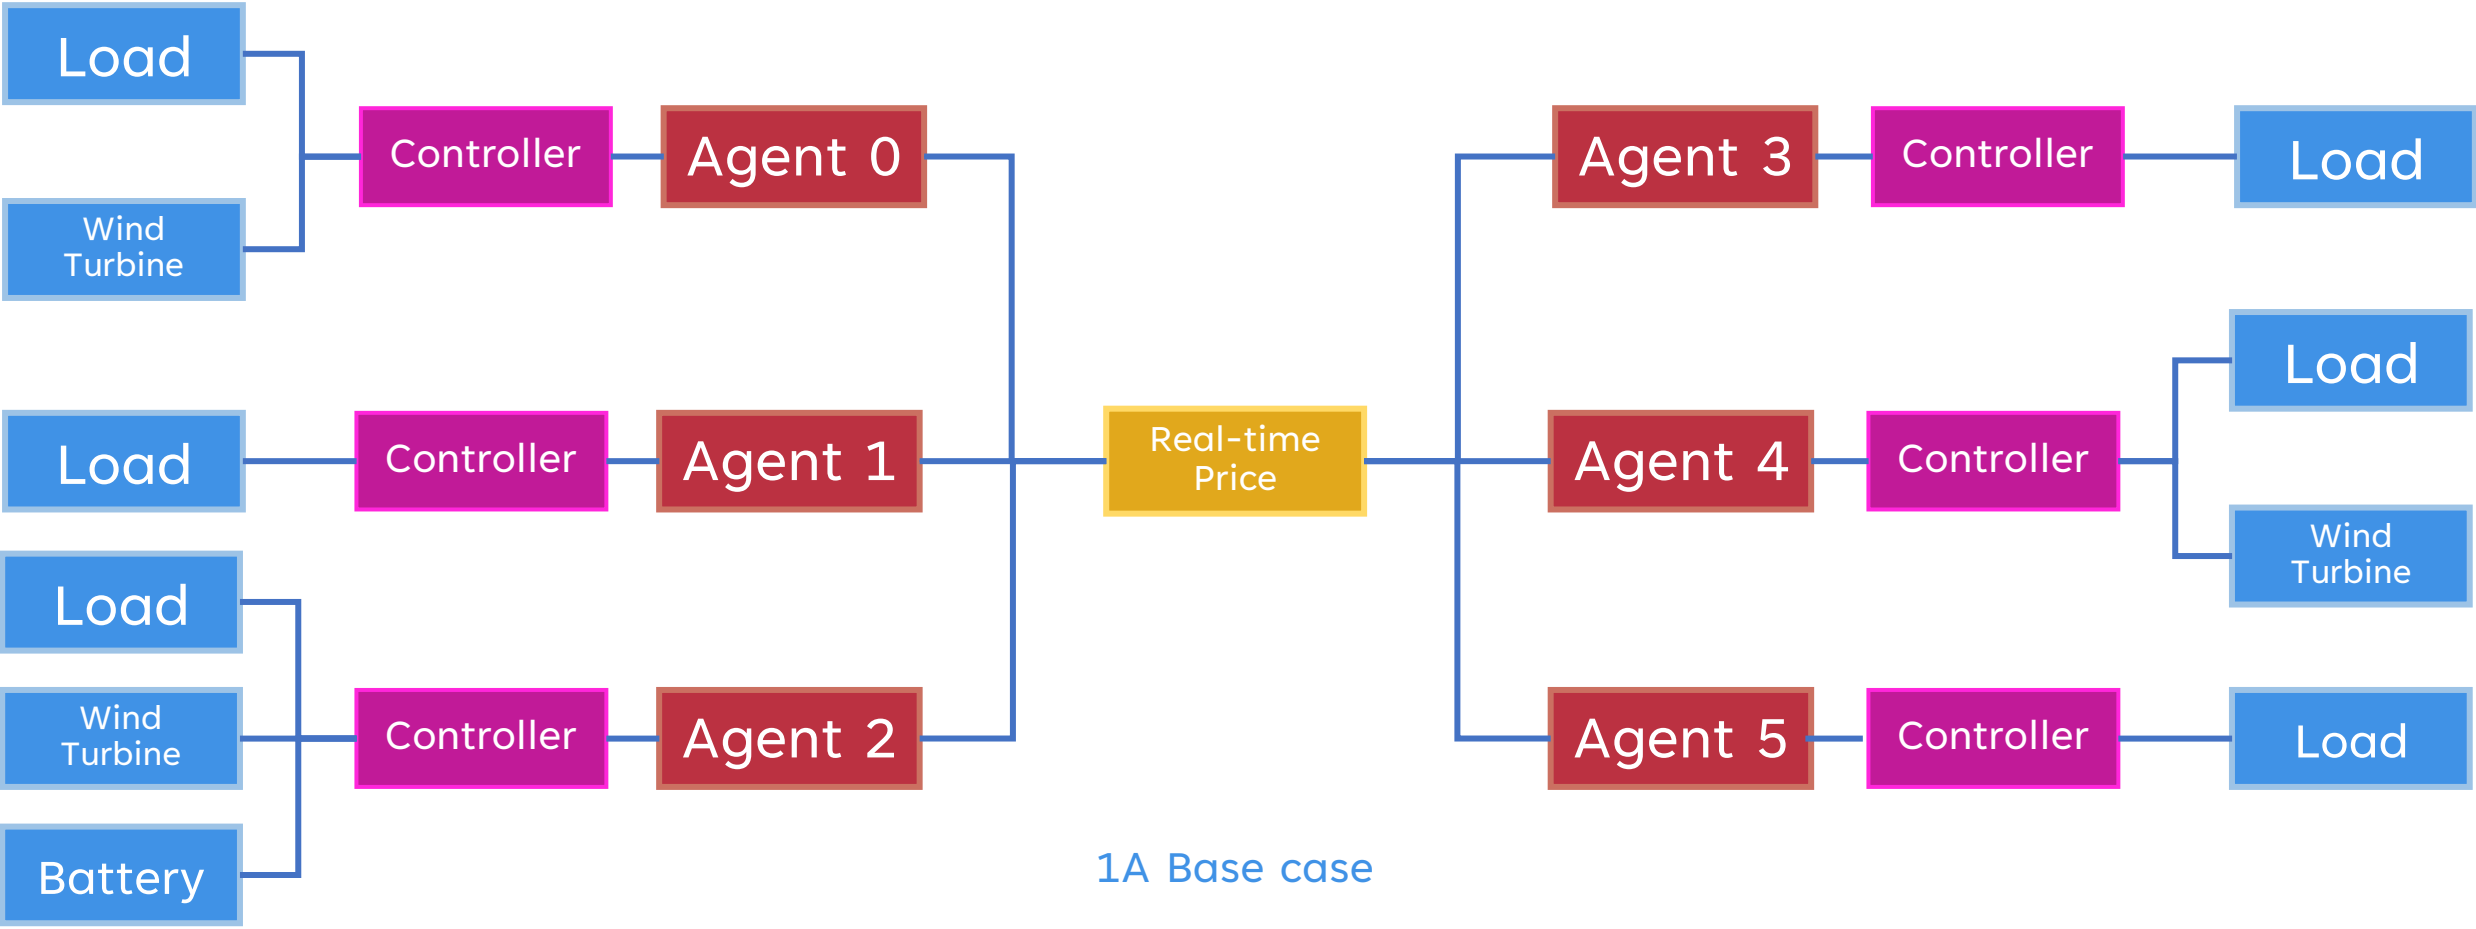 Load
Wind
Turbine
Controller
Agent 0
Load
Controller
Agent 1
Load
Wind
Turbine
Battery
Controller
Agent 2
Real-time
Price
Agent 3
Controller
Load
Agent 4
Controller
Load
Wind
Turbine
Agent 5
Controller
Load
1A Base case